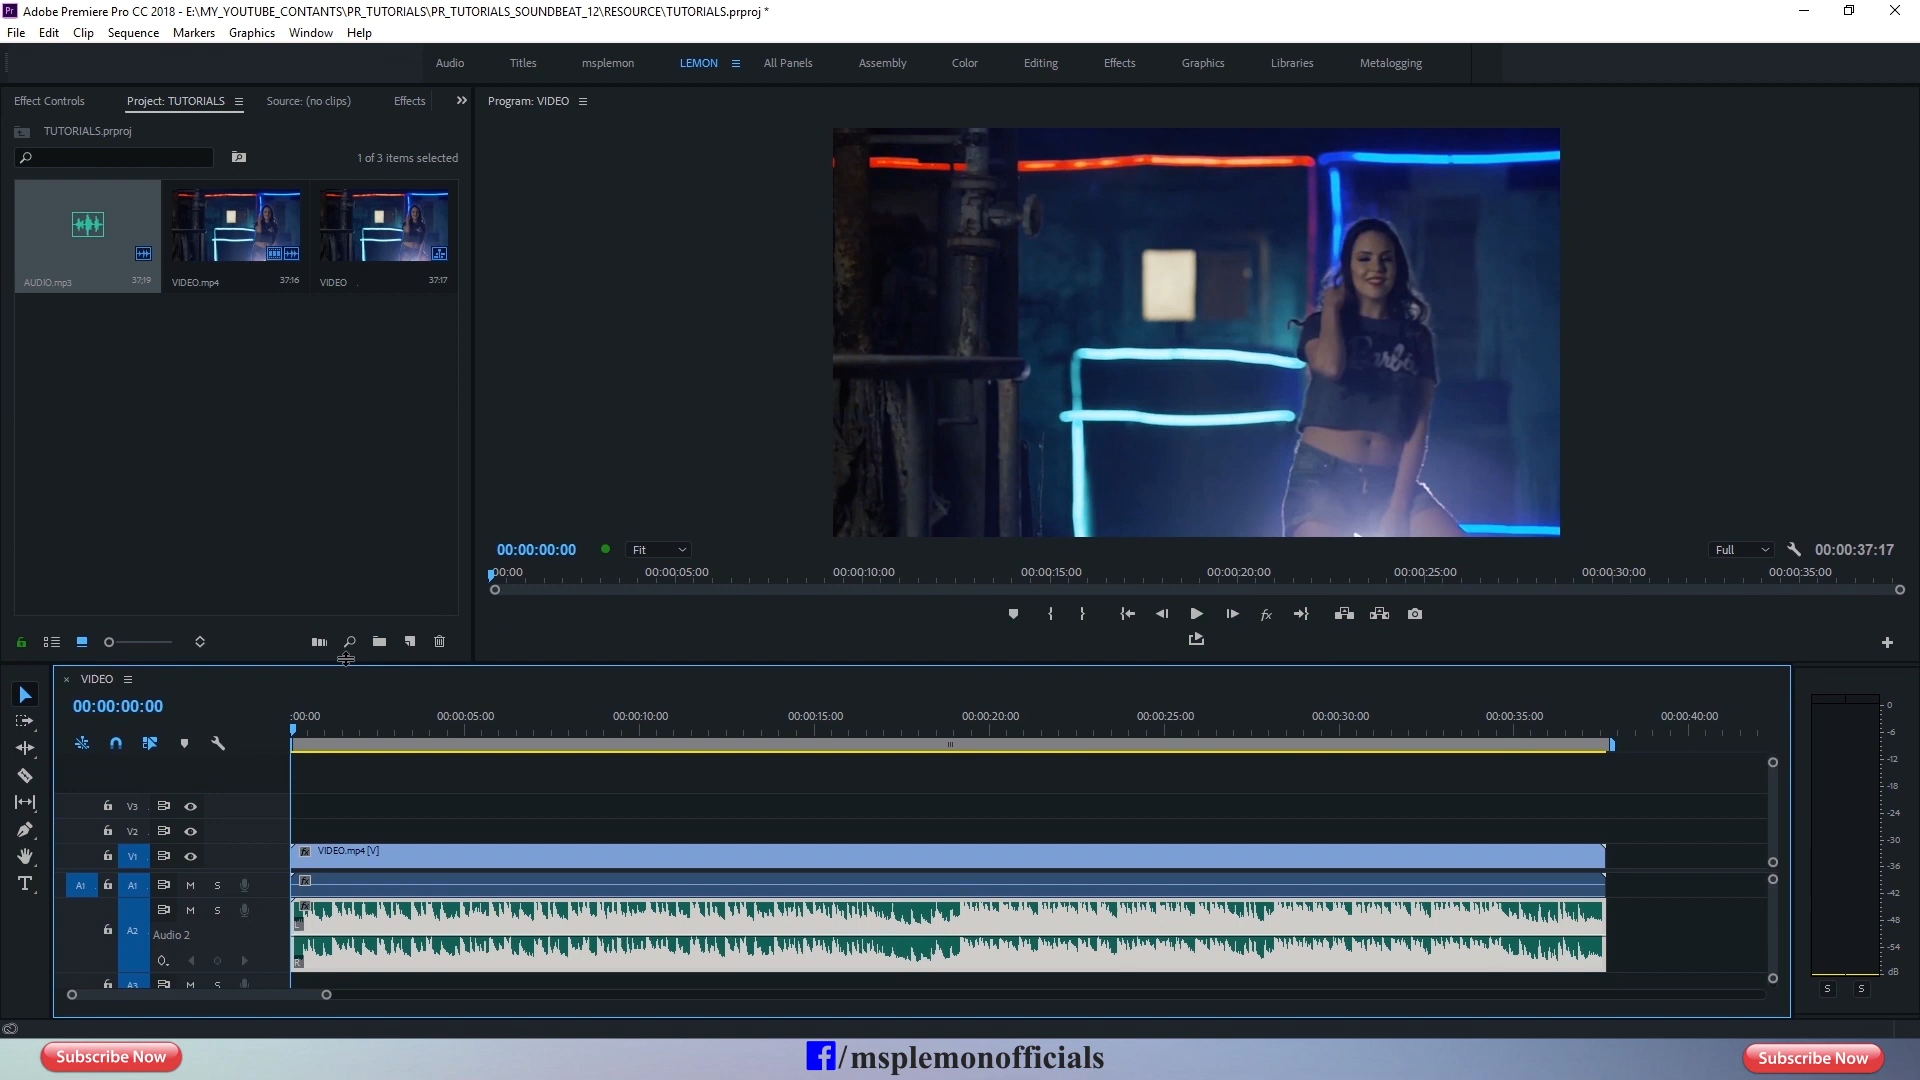 Adobe Premiere Pro CC 2018 - E:\MY_YOUTUBE_CONTANTS\PR_TUTORIALS\PR_TUTORIALS_SOUNDBEAT_12\RESOURCE\TUTORIALS.prproj *
File Edit Clip Sequence Markers Graphics Window Help
Audio Titles msplemon LEMON All Panels Assembly Color Editing Effects Graphics Libraries Metalogging
Effect Controls Project: TUTORIALS Source: (no clips) Effects
Program: VIDEO
TUTORIALS.prproj
1 of 3 items selected
AUDIO.mp3 37;19 VIDEO.mp4 37:16 VIDEO 37:17
Barbie
00:00:00:00 Fit Full 00:00:37:17
00:00 00:00:05:00 00:00:10:00 00:00:15:00 00:00:20:00 00:00:25:00 00:00:30:00 00:00:35:00
× VIDEO
00:00:00:00
:00:00 00:00:05:00 00:00:10:00 00:00:15:00 00:00:20:00 00:00:25:00 00:00:30:00 00:00:35:00 00:00:40:00
V3
V2
V1 VIDEO.mp4 [V]
A1 A1 M S
A2 M S
Audio 2
L
R
A3 M S
0
-6
-12
-18
-24
-30
-36
-42
-48
-54
dB
S S
Subscribe Now
f/msplemonofficials
Subscribe Now